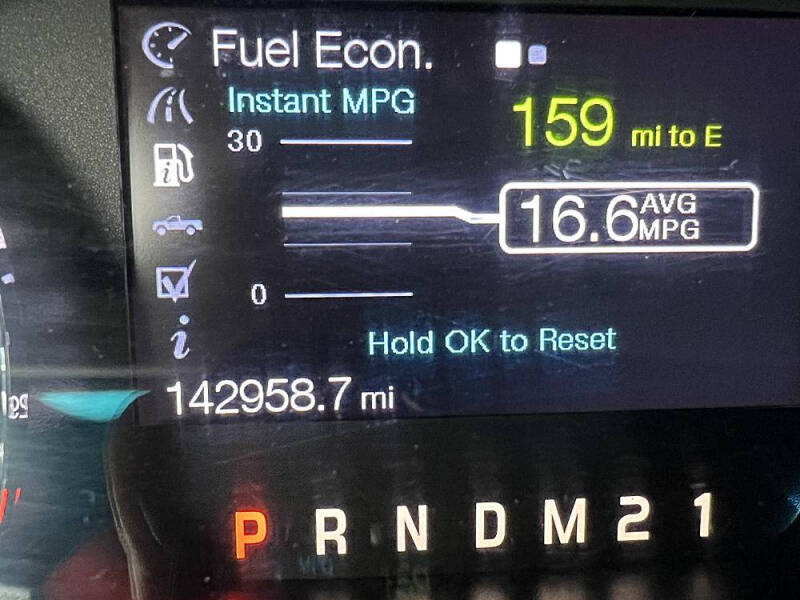 Fuel Econ.
Instant MPG
159 mi to E
30
16.6 AVG MPG
0
Hold OK to Reset
142958.7 mi
P R N D M 2 1